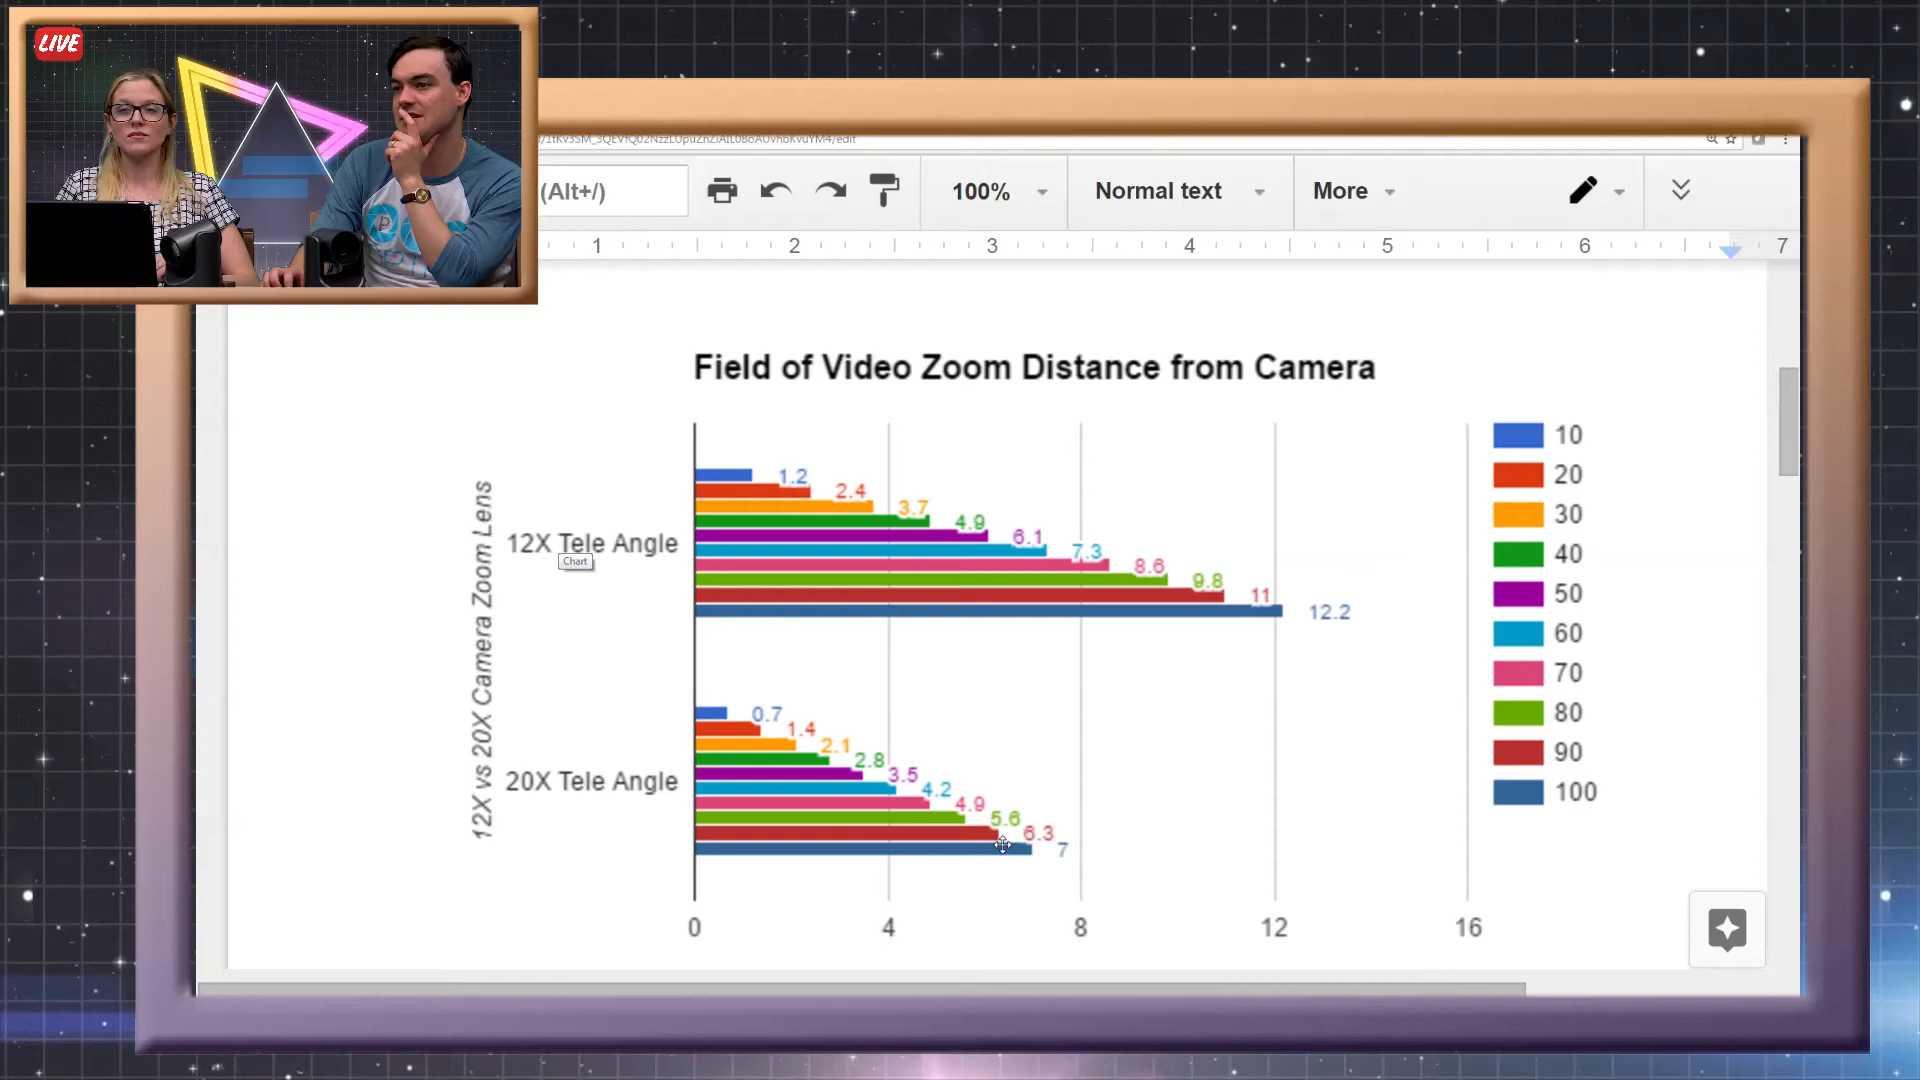 LIVE
(Alt+/)
100%
Normal text
More
1 2 3 4 5 6 7
Field of Video Zoom Distance from Camera
12X vs 20X Camera Zoom Lens
12X Tele Angle
Chart
1.2
2.4
3.7
4.9
6.1
7.3
8.6
9.8
11
12.2
20X Tele Angle
0.7
1.4
2.1
2.8
3.5
4.2
4.9
5.6
6.3
7
0 4 8 12 16
10
20
30
40
50
60
70
80
90
100